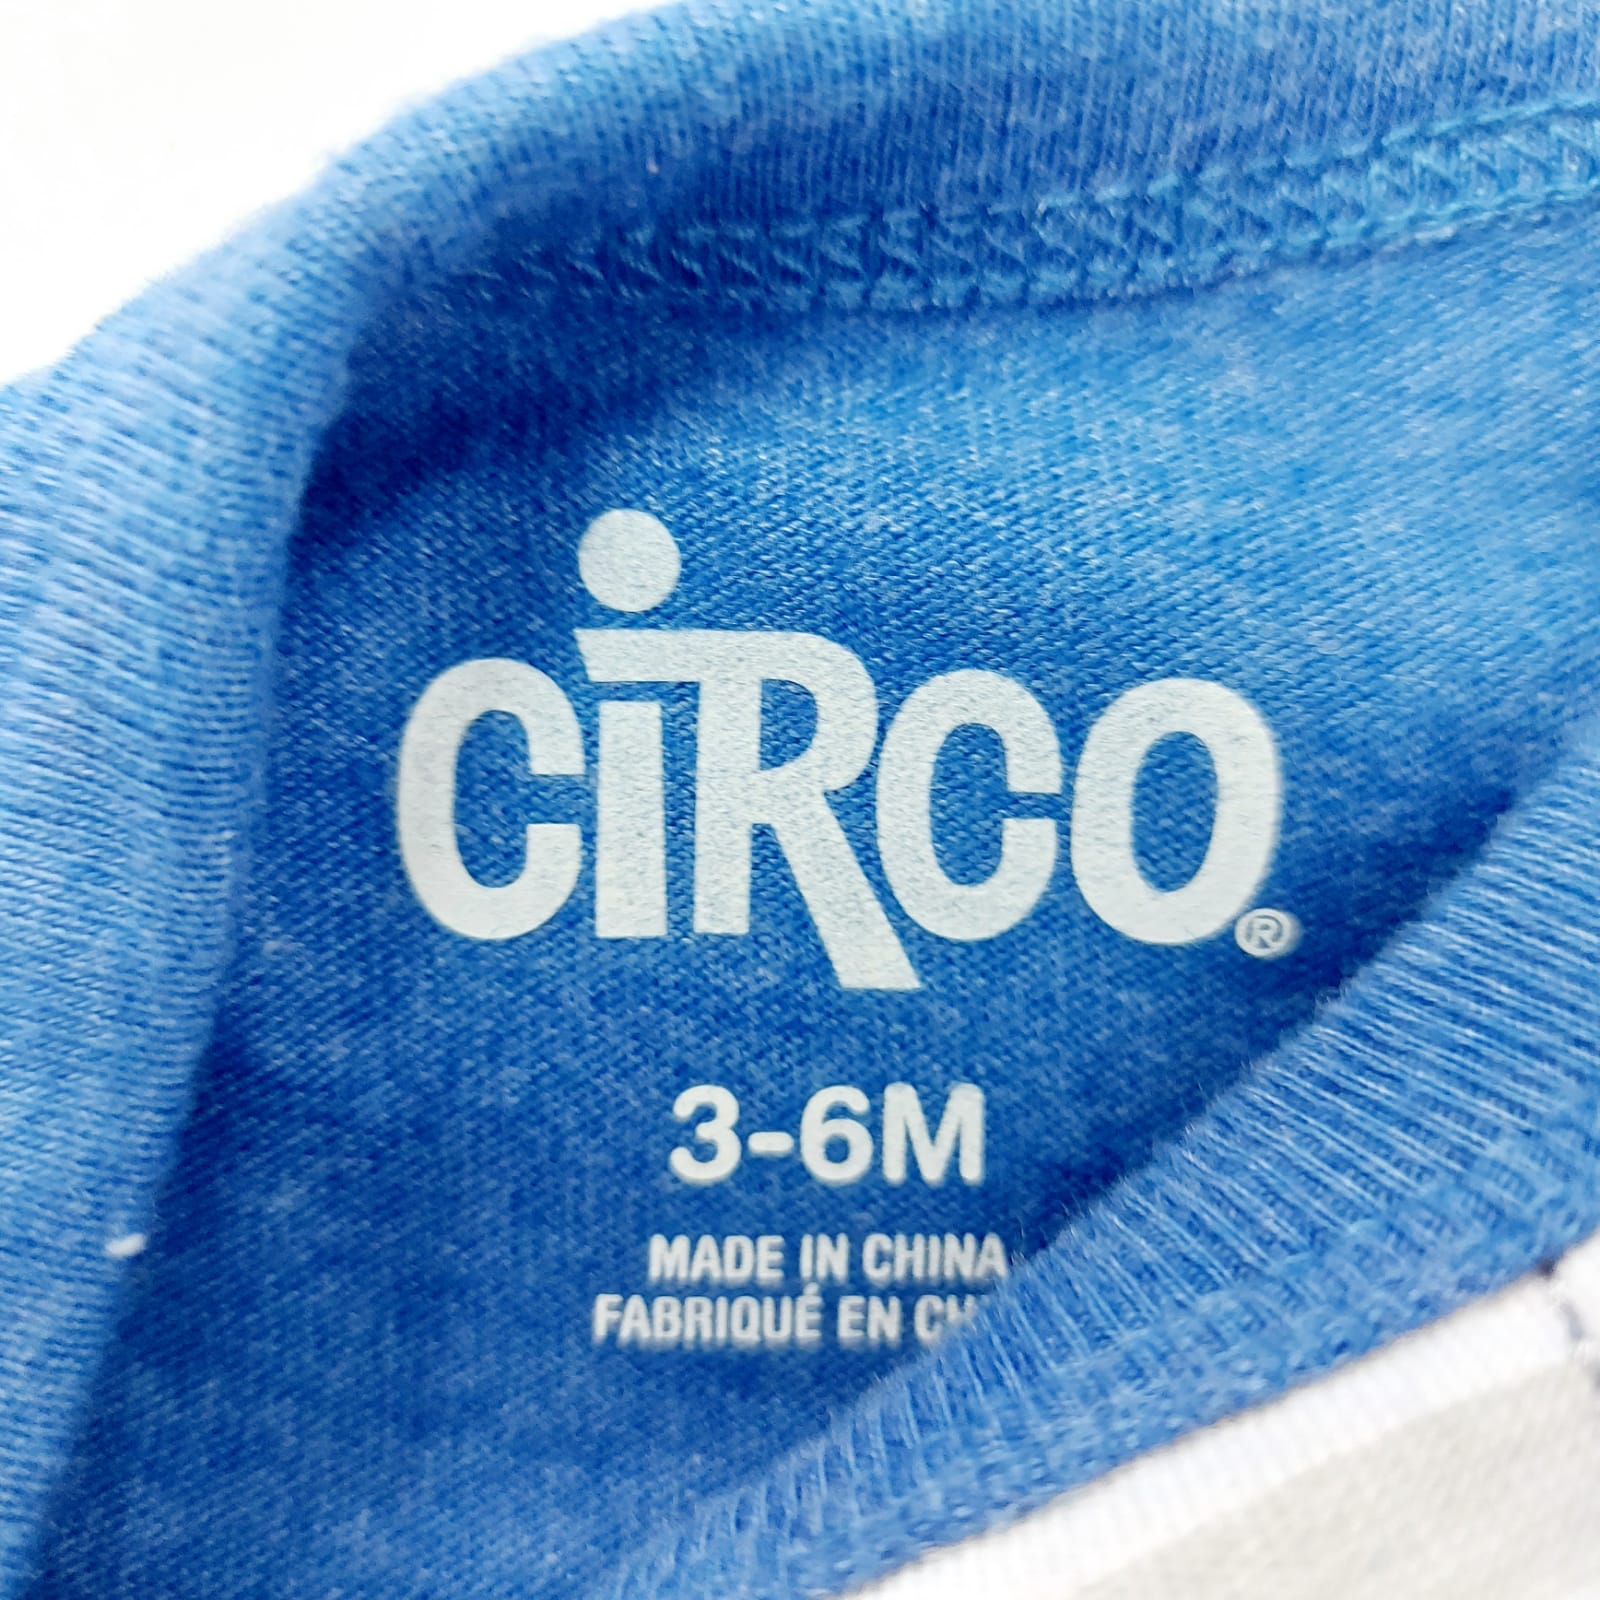 CiRCO®
3-6M
MADE IN CHINA
FABRIQUÉ EN